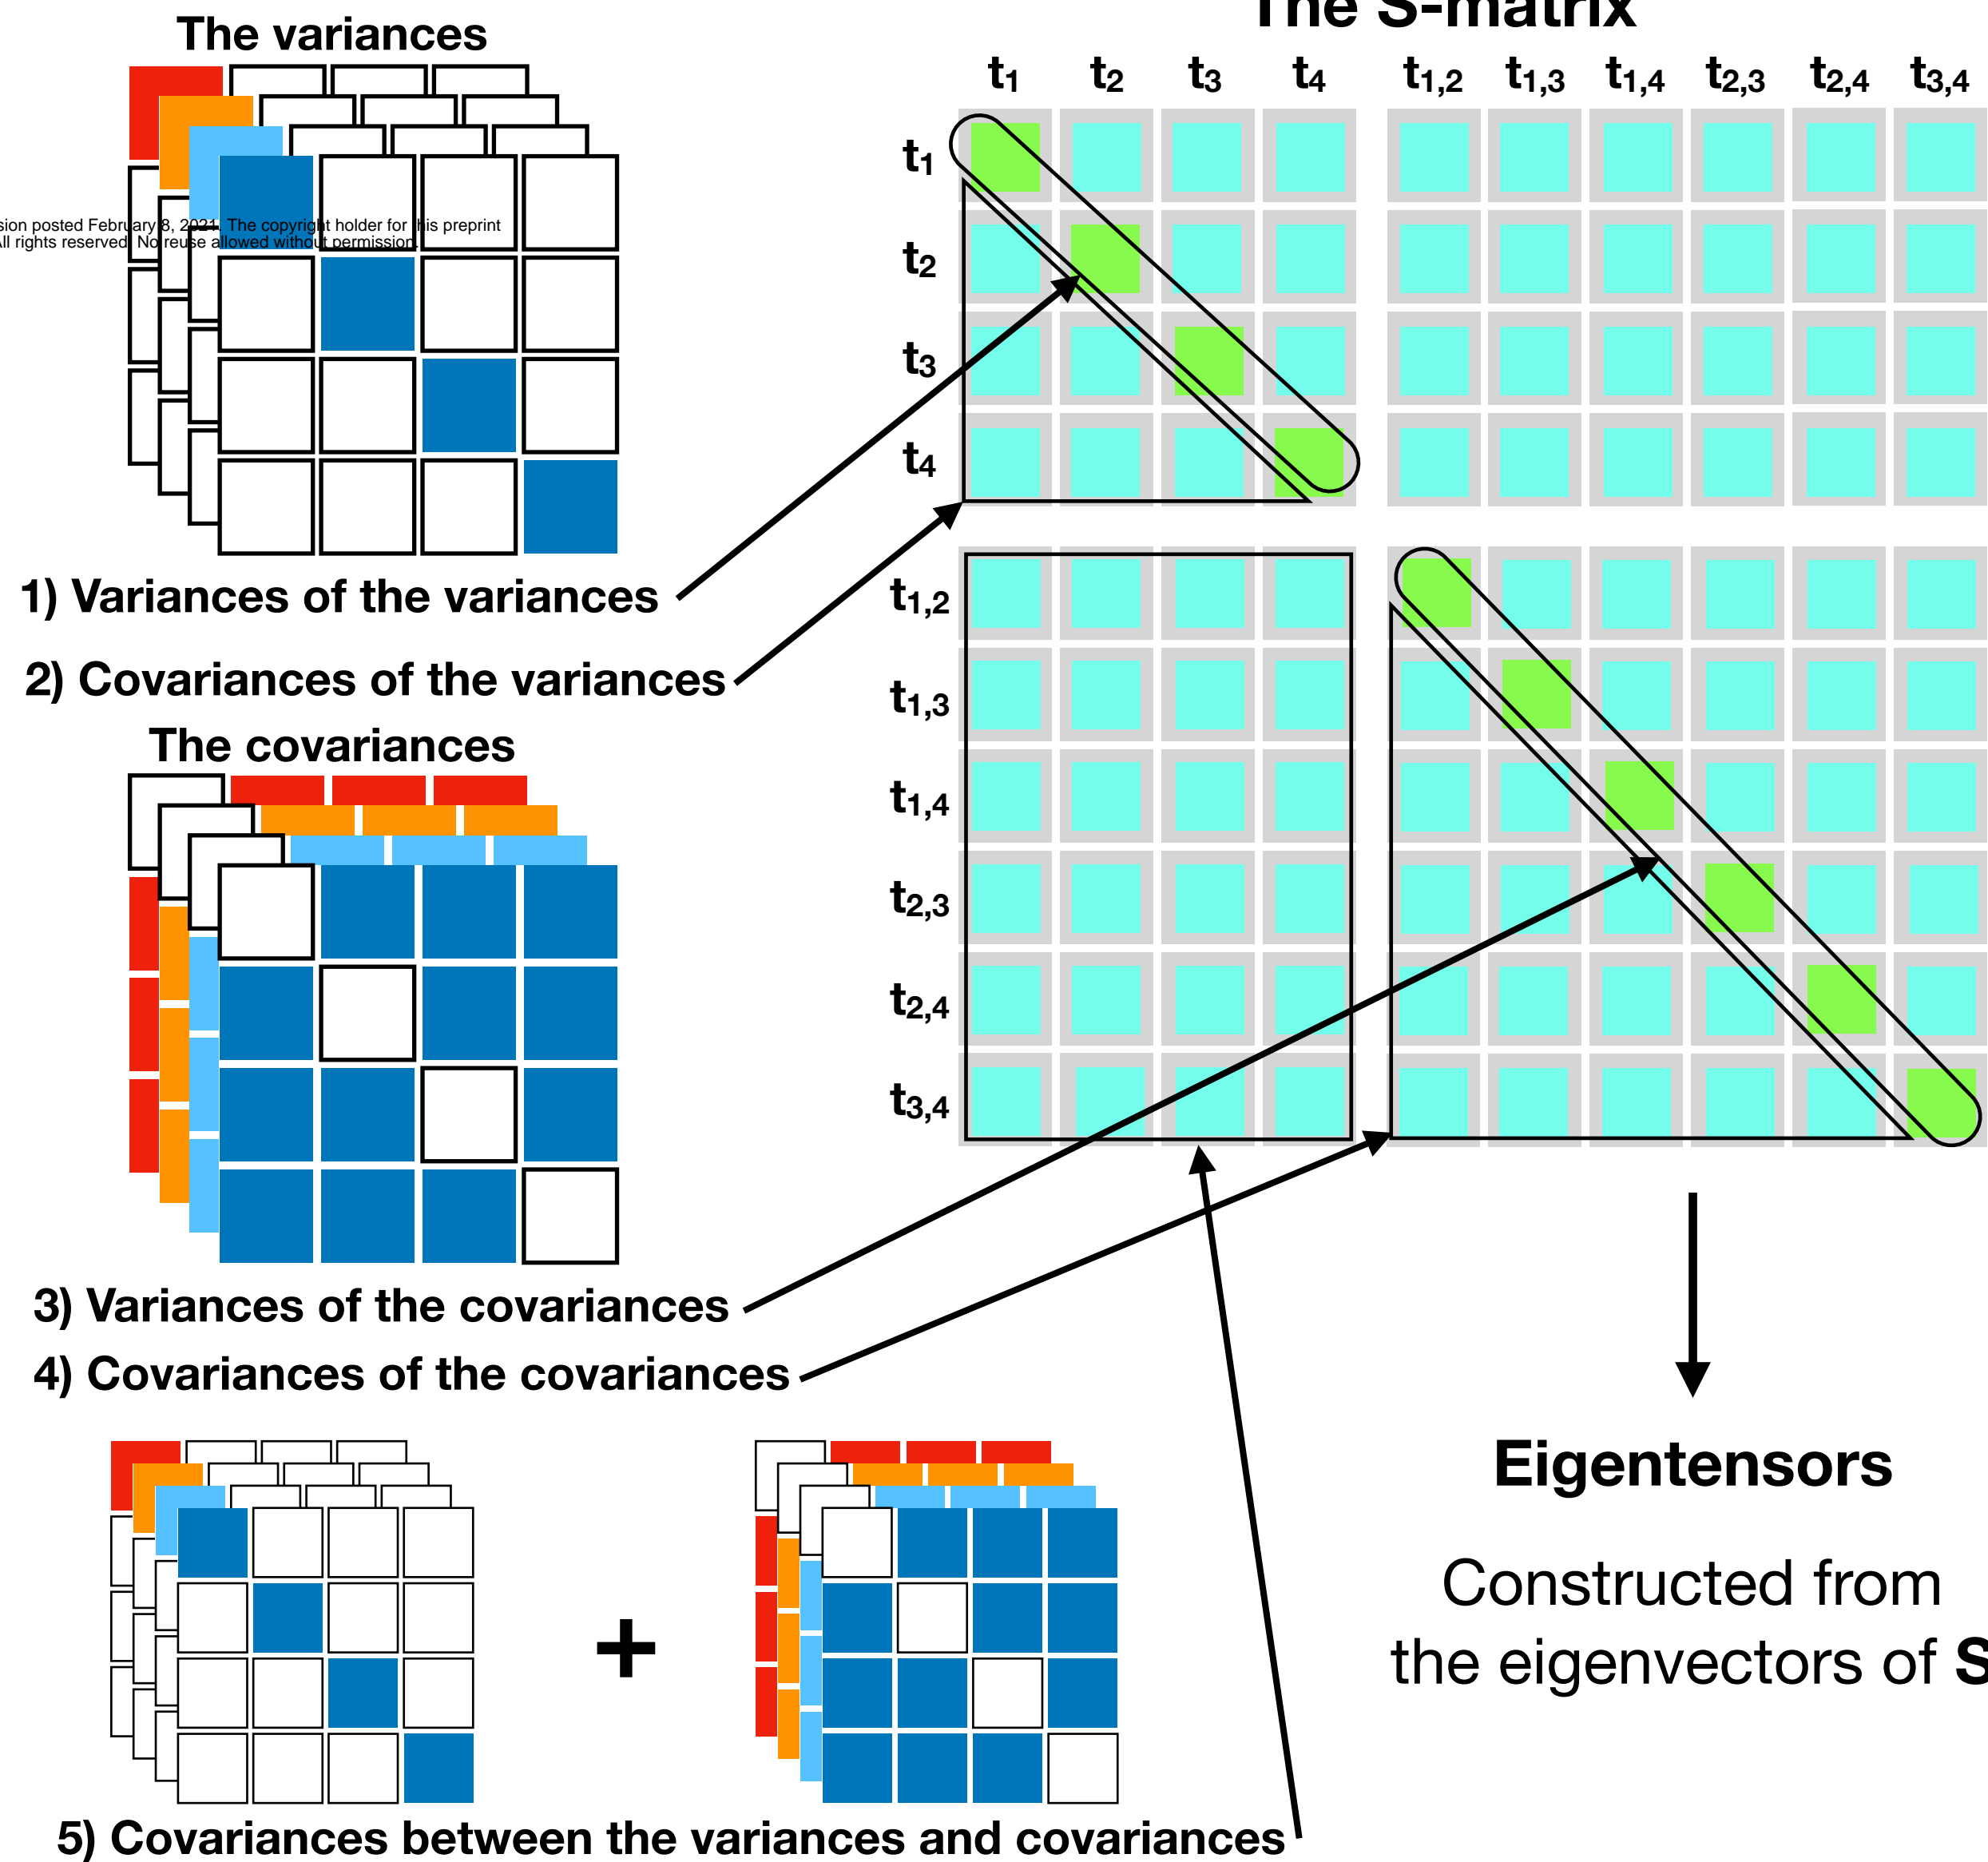 The S-matrix
The variances
t1 t2 t3 t4 t1,2 t1,3 t1,4 t2,3 t2,4 t3,4
t1
sion posted February 8, 2021. The copyright holder for this preprint
All rights reserved. No reuse allowed without permission.
t2
t3
t4
1) Variances of the variances
t1,2
2) Covariances of the variances
t1,3
The covariances
t1,4
t2,3
t2,4
t3,4
3) Variances of the covariances
4) Covariances of the covariances
Eigentensors
Constructed from
the eigenvectors of S
+
5) Covariances between the variances and covariances